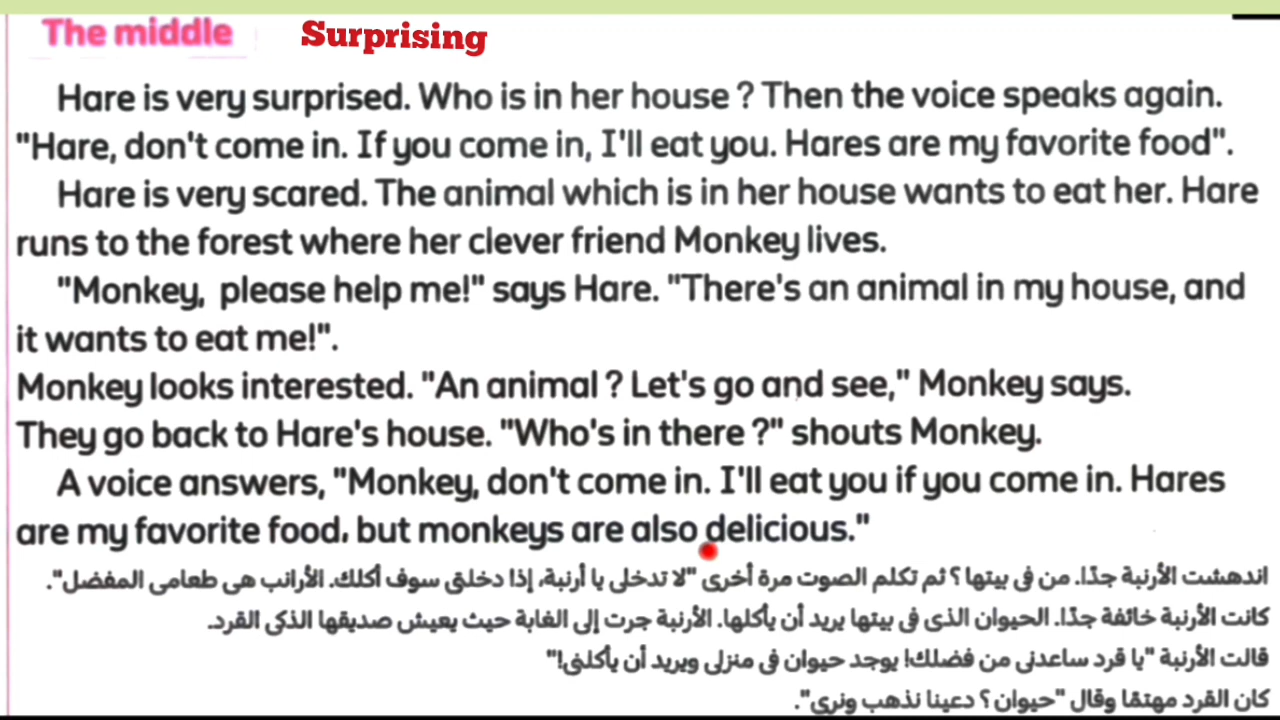 The middle
Surprising
Hare is very surprised. Who is in her house ? Then the voice speaks again.
"Hare, don't come in. If you come in, I'll eat you. Hares are my favorite food".
Hare is very scared. The animal which is in her house wants to eat her. Hare
runs to the forest where her clever friend Monkey lives.
"Monkey, please help me!" says Hare. "There's an animal in my house, and
it wants to eat me!".
Monkey looks interested. "An animal ? Let's go and see," Monkey says.
They go back to Hare's house. "Who's in there ?" shouts Monkey.
A voice answers, "Monkey, don't come in. I'll eat you if you come in. Hares
are my favorite food, but monkeys are also delicious."
اندهشت الأرنبة جدًا. من فى بيتها ؟ ثم تكلم الصوت مرة أخرى "لا تدخلى يا أرنبة، إذا دخلتى سوف أكلك. الأرانب هى طعامى المفضل".
كانت الأرنبة خائفة جدًا. الحيوان الذى فى بيتها يريد أن يأكلها. الأرنبة جرت إلى الغابة حيث يعيش صديقها الذكى القرد.
قالت الأرنبة "يا قرد ساعدنى من فضلك! يوجد حيوان فى منزلى ويريد أن يأكلنى!"
كان القرد مهتمًا وقال "حيوان ؟ دعينا نذهب ونرى".